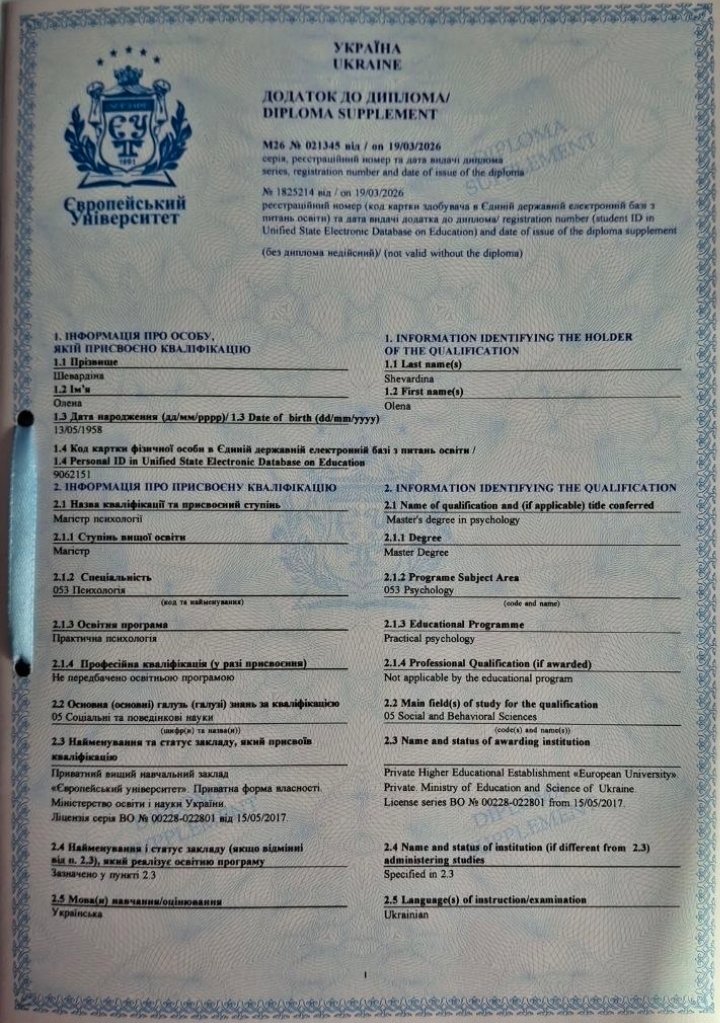 УКРАЇНА
UKRAINE
ДОДАТОК ДО ДИПЛОМА/
DIPLOMA SUPPLEMENT
М26 № 021345 від / on 19/03/2026
серія, реєстраційний номер та дата видачі диплома
series, registration number and date of issue of the diploma
№ 1825214 від / on 19/03/2026
реєстраційний номер (код картки здобувача в Єдиній державній електронній базі з
питань освіти) та дата видачі додатка до диплома/ registration number (student ID in
Unified State Electronic Database on Education) and date of issue of the diploma supplement
(без диплома недійсний)/ (not valid without the diploma)
ЄУ
1991
Європейський
Університет
DIPLOMA
SUPPLEMENT
1. ІНФОРМАЦІЯ ПРО ОСОБУ,
ЯКІЙ ПРИСВОЄНО КВАЛІФІКАЦІЮ
1. INFORMATION IDENTIFYING THE HOLDER
OF THE QUALIFICATION
1.1 Прізвище
1.1 Last name(s)
Шевардіна
Shevardina
1.2 Ім'я
1.2 First name(s)
Олена
Olena
1.3 Дата народження (дд/мм/рррр)/ 1.3 Date of birth (dd/mm/yyyy)
13/05/1958
1.4 Код картки фізичної особи в Єдиній державній електронній базі з питань освіти /
1.4 Personal ID in Unified State Electronic Database on Education
9062151
2. ІНФОРМАЦІЯ ПРО ПРИСВОЄНУ КВАЛІФІКАЦІЮ
2. INFORMATION IDENTIFYING THE QUALIFICATION
2.1 Назва кваліфікації та присвоєний ступінь
2.1 Name of qualification and (if applicable) title conferred
Магістр психології
Master's degree in psychology
2.1.1 Ступінь вищої освіти
2.1.1 Degree
Магістр
Master Degree
2.1.2 Спеціальність
2.1.2 Programe Subject Area
053 Психологія
053 Psychology
(код та найменування)
(code and name)
2.1.3 Освітня програма
2.1.3 Educational Programme
Практична психологія
Practical psychology
2.1.4 Професійна кваліфікація (у разі присвоєння)
2.1.4 Professional Qualification (if awarded)
Не передбачено освітньою програмою
Not applicable by the educational program
2.2 Основна (основні) галузь (галузі) знань за кваліфікацією
2.2 Main field(s) of study for the qualification
05 Соціальні та поведінкові науки
05 Social and Behavioral Sciences
(шифр(и) та назва(и))
(code(s) and name(s))
2.3 Найменування та статус закладу, який присвоїв
кваліфікацію
2.3 Name and status of awarding institution
Приватний вищий навчальний заклад
«Європейський університет». Приватна форма власності.
Міністерство освіти і науки України.
Ліцензія серія ВО № 00228-022801 від 15/05/2017.
Private Higher Educational Establishment «European University».
Private. Ministry of Education and Science of Ukraine.
License series BO № 00228-022801 from 15/05/2017.
2.4 Найменування і статус закладу (якщо відмінні
від п. 2.3), який реалізує освітню програму
2.4 Name and status of institution (if different from 2.3)
administering studies
Зазначено у пункті 2.3
Specified in 2.3
2.5 Мова(и) навчання/оцінювання
2.5 Language(s) of instruction/examination
Українська
Ukrainian
1